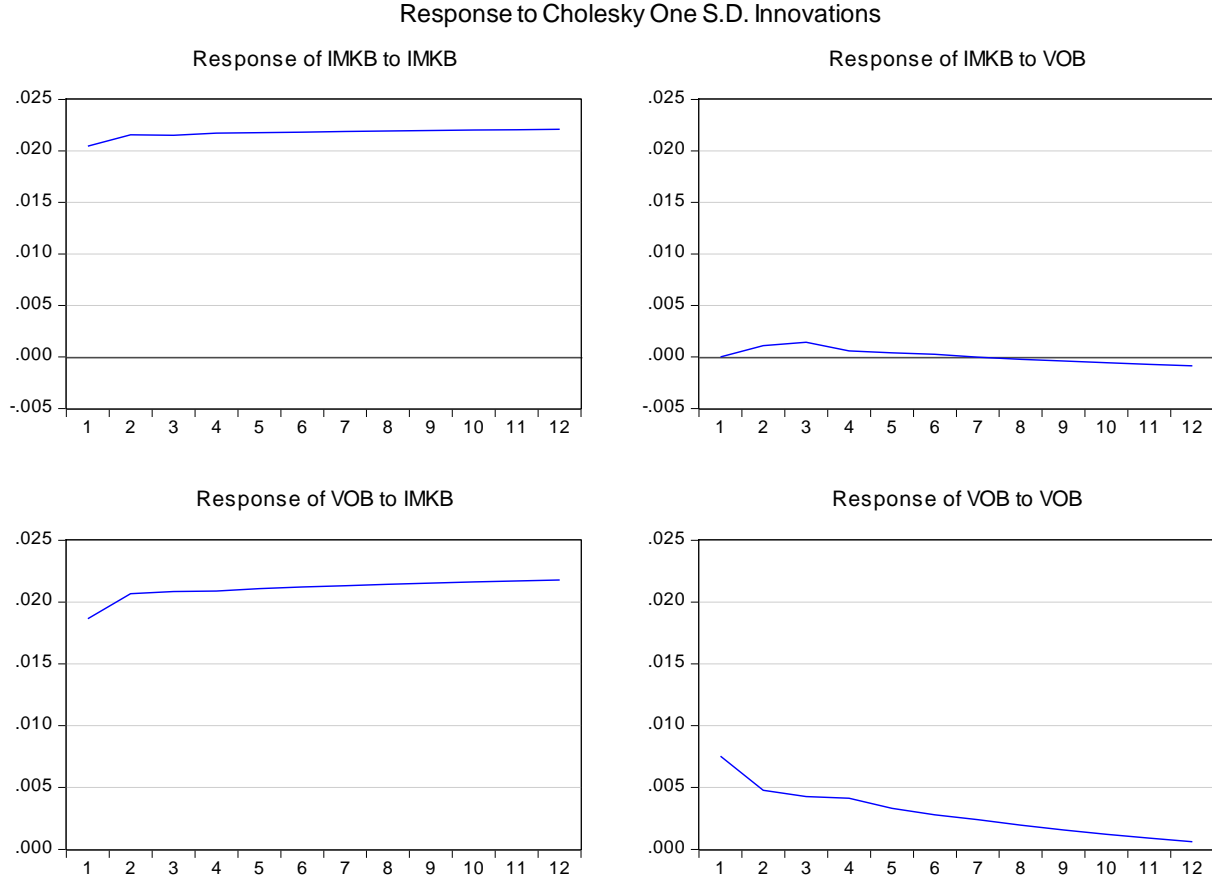 Response to Cholesky One S.D. Innovations
Response of IMKB to IMKB
.025
.020
.015
.010
.005
.000
-.005
1 2 3 4 5 6 7 8 9 10 11 12
Response of IMKB to VOB
.025
.020
.015
.010
.005
.000
-.005
1 2 3 4 5 6 7 8 9 10 11 12
Response of VOB to IMKB
.025
.020
.015
.010
.005
.000
1 2 3 4 5 6 7 8 9 10 11 12
Response of VOB to VOB
.025
.020
.015
.010
.005
.000
1 2 3 4 5 6 7 8 9 10 11 12